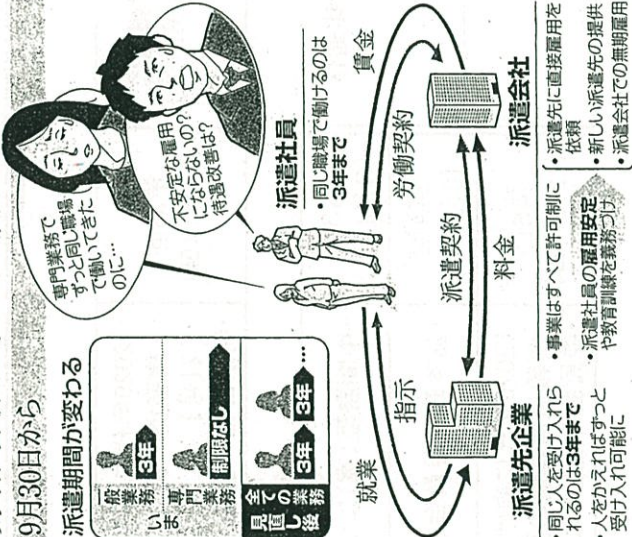 9月30日から
派遣期間が変わる
いま
一般業務
3年
専門業務
制限なし
見直し後
全ての業務
3年
3年
…
専門業務で
ずっと同じ職場
で働いてきた
のに…
不安定な雇用
にならないの?
待遇改善は?
派遣社員
・同じ職場で働けるのは
3年まで
就業
指示
労働契約
賃金
派遣契約
料金
派遣先企業
・同じ人を受け入れら
れるのは3年まで
・人をかえればずっと
受け入れ可能に
派遣会社
・事業はすべて許可制に
・派遣社員の雇用安定
や教育訓練を義務づけ
・派遣先に直接雇用を
依頼
・新しい派遣先の提供
・派遣会社での無期雇用